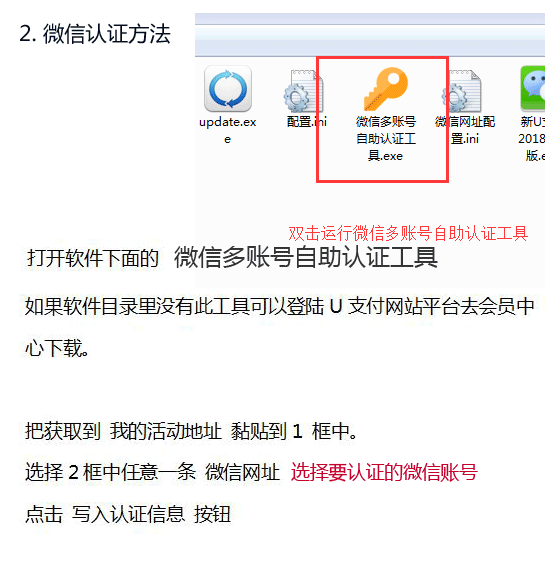 2. 微信认证方法
update.ex
e
配置.ini
微信多账号
自助认证工
具.exe
微信网址配
置.ini
新U支
2018
版.e
双击运行微信多账号自助认证工具
打开软件下面的 微信多账号自助认证工具
如果软件目录里没有此工具可以登陆 U 支付网站平台去会员中
心下载。
把获取到 我的活动地址 黏贴到 1 框中。
选择 2 框中任意一条 微信网址 选择要认证的微信账号
点击 写入认证信息 按钮